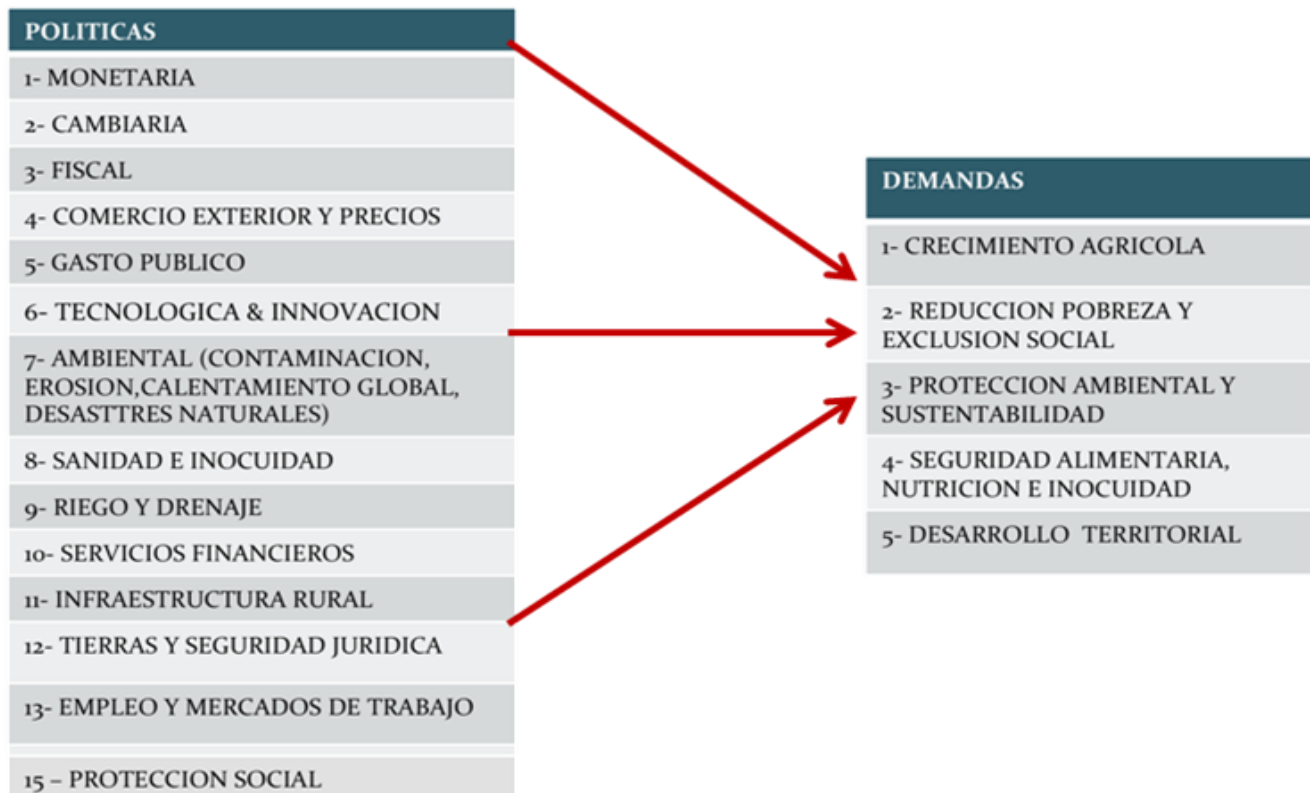 POLITICAS
1- MONETARIA
2- CAMBIARIA
3- FISCAL
4- COMERCIO EXTERIOR Y PRECIOS
5- GASTO PUBLICO
6- TECNOLOGICA & INNOVACION
7- AMBIENTAL (CONTAMINACION,
EROSION,CALENTAMIENTO GLOBAL,
DESASTTRES NATURALES)
8- SANIDAD E INOCUIDAD
9- RIEGO Y DRENAJE
10- SERVICIOS FINANCIEROS
11- INFRAESTRUCTURA RURAL
12- TIERRAS Y SEGURIDAD JURIDICA
13- EMPLEO Y MERCADOS DE TRABAJO
15 – PROTECCION SOCIAL
DEMANDAS
1- CRECIMIENTO AGRICOLA
2- REDUCCION POBREZA Y
EXCLUSION SOCIAL
3- PROTECCION AMBIENTAL Y
SUSTENTABILIDAD
4- SEGURIDAD ALIMENTARIA,
NUTRICION E INOCUIDAD
5- DESARROLLO TERRITORIAL